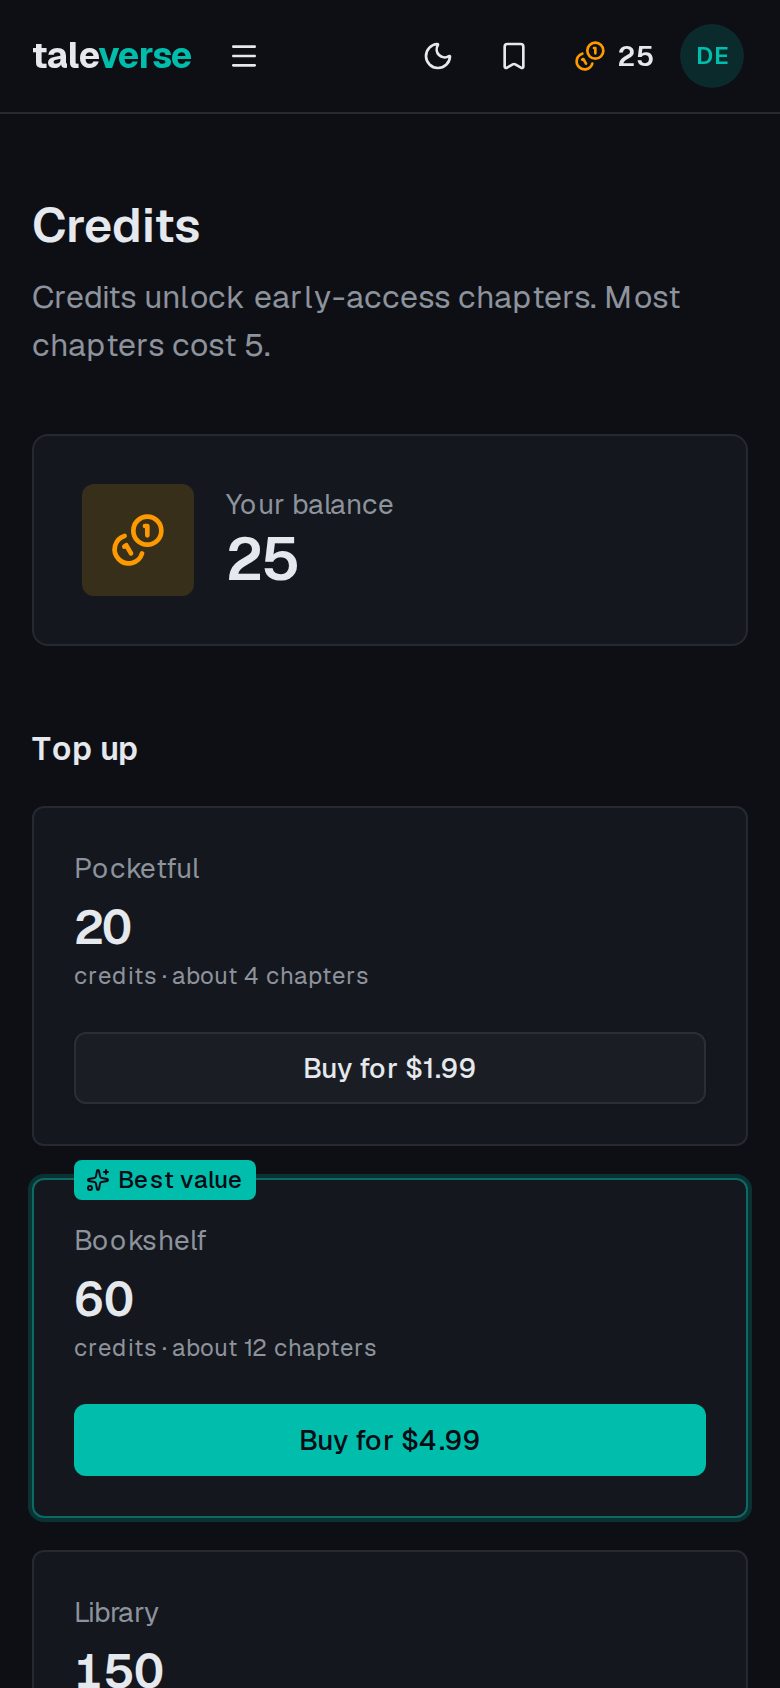 taleverse 25 DE
Credits
Credits unlock early-access chapters. Most
chapters cost 5.
Your balance
25
Top up
Pocketful
20
credits · about 4 chapters
Buy for $1.99
Best value
Bookshelf
60
credits · about 12 chapters
Buy for $4.99
Library
150